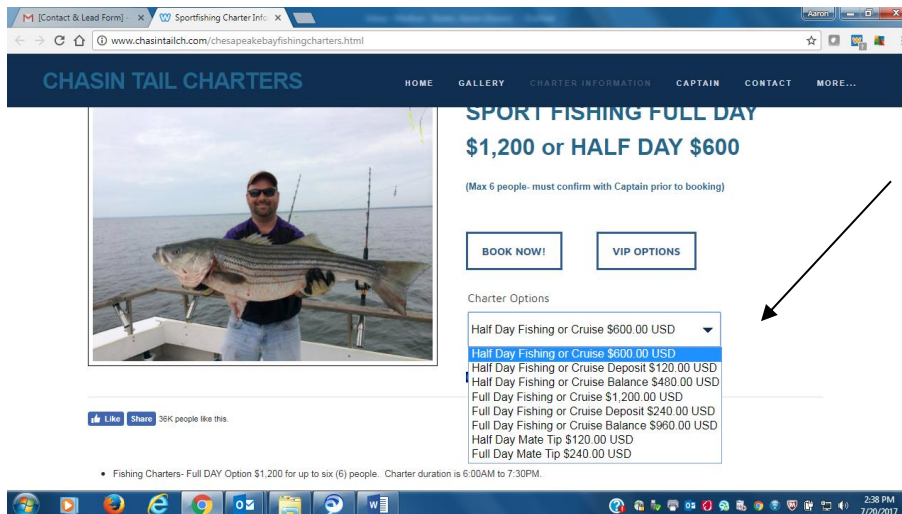 [Contact & Lead Form] -
Sportfishing Charter Info
Aaron
www.chasintailch.com/chesapeakebayfishingcharters.html
CHASIN TAIL CHARTERS
HOME GALLERY CHARTER INFORMATION CAPTAIN CONTACT MORE...
SPORT FISHING FULL DAY
$1,200 or HALF DAY $600
(Max 6 people- must confirm with Captain prior to booking)
BOOK NOW! VIP OPTIONS
Charter Options
Half Day Fishing or Cruise $600.00 USD
Half Day Fishing or Cruise $600.00 USD
Half Day Fishing or Cruise Deposit $120.00 USD
Half Day Fishing or Cruise Balance $480.00 USD
Full Day Fishing or Cruise $1,200.00 USD
Full Day Fishing or Cruise Deposit $240.00 USD
Full Day Fishing or Cruise Balance $960.00 USD
Half Day Mate Tip $120.00 USD
Full Day Mate Tip $240.00 USD
Like Share 36K people like this.
• Fishing Charters- Full DAY Option $1,200 for up to six (6) people. Charter duration is 6:00AM to 7:30PM.
2:38 PM
7/20/2017